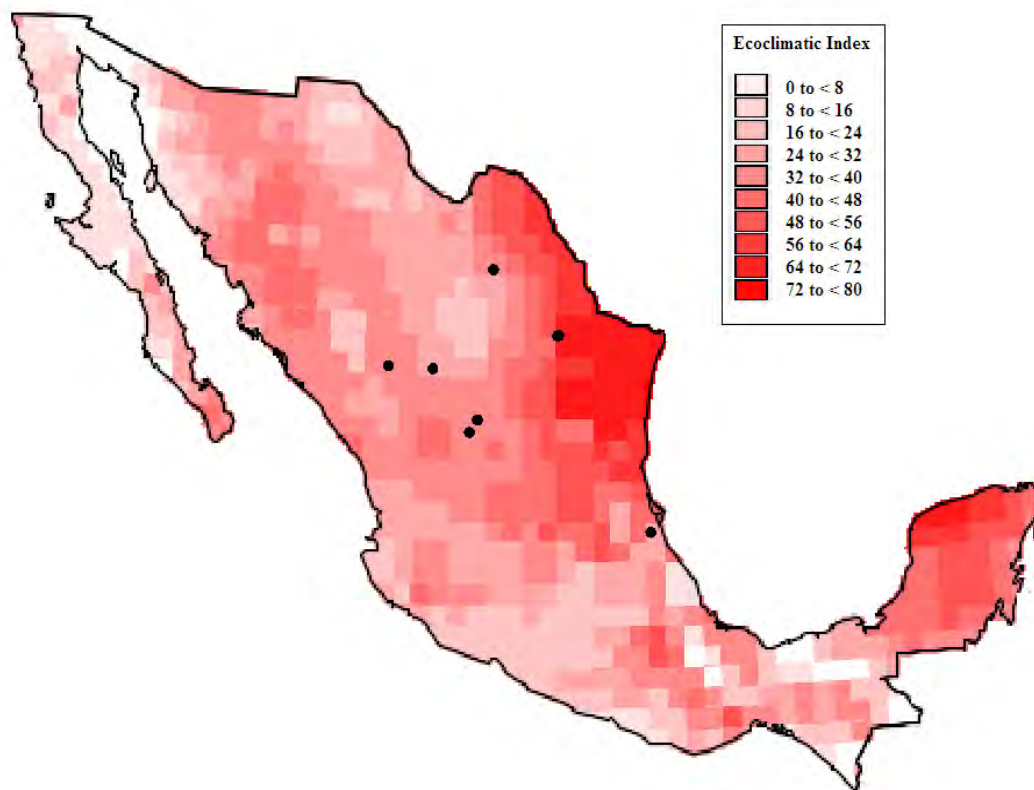 Ecoclimatic Index
0 to < 8
8 to < 16
16 to < 24
24 to < 32
32 to < 40
40 to < 48
48 to < 56
56 to < 64
64 to < 72
72 to < 80